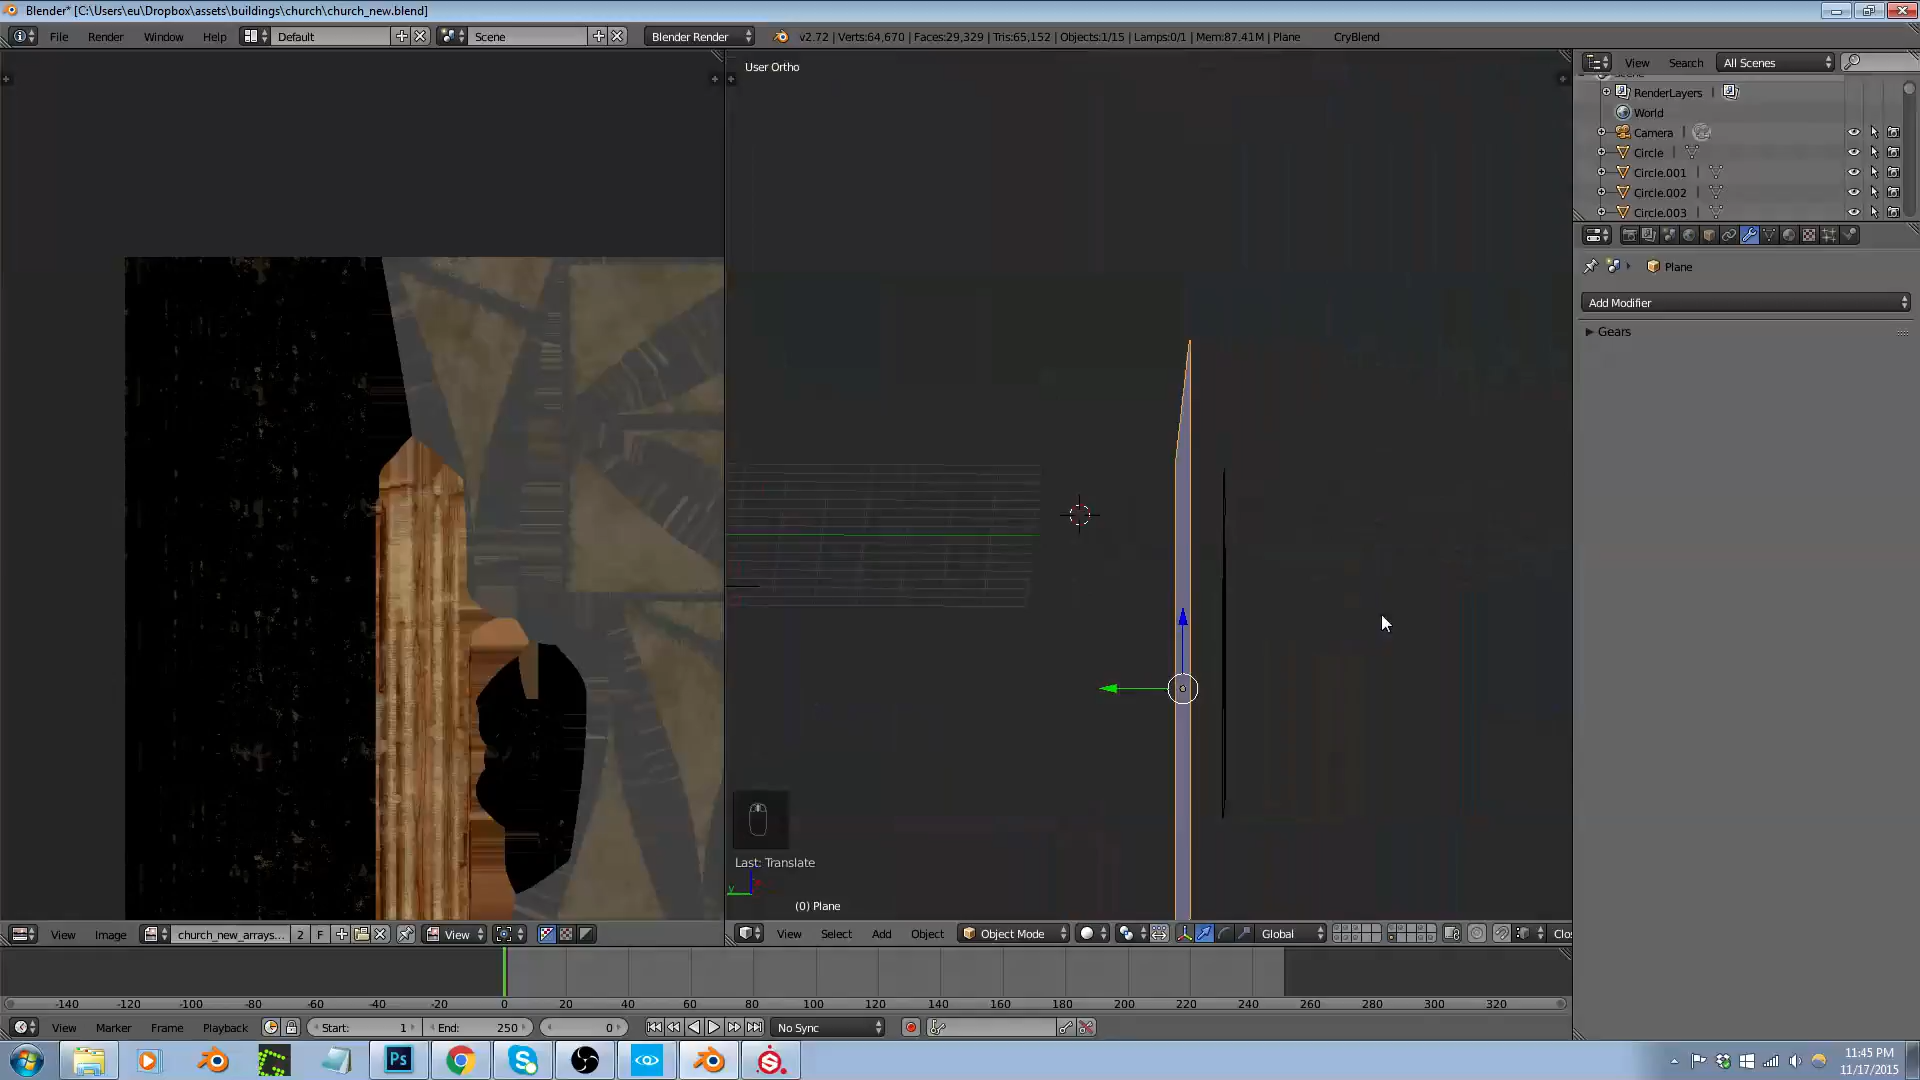 Blender* [C:\Users\eu\Dropbox\assets\buildings\church\church_new.blend]
File Render Window Help Default Scene Blender Render v2.72 | Verts:64,670 | Faces:29,329 | Tris:65,152 | Objects:1/15 | Lamps:0/1 | Mem:87.41M | Plane CryBlend
View Search All Scenes
User Ortho
RenderLayers |
World
Camera |
Circle |
Circle.001 |
Circle.002 |
Circle.003 |
Plane
Add Modifier
Gears
Last: Translate
y
(0) Plane
View Image church_new_arrays... 2 F View
View Select Add Object Object Mode Global Clo
-140 -120 -100 -80 -60 -40 -20 0 20 40 60 80 100 120 140 160 180 200 220 240 260 280 300 320
View Marker Frame Playback Start: 1 End: 250 0 No Sync
Ps
11:45 PM
11/17/2015